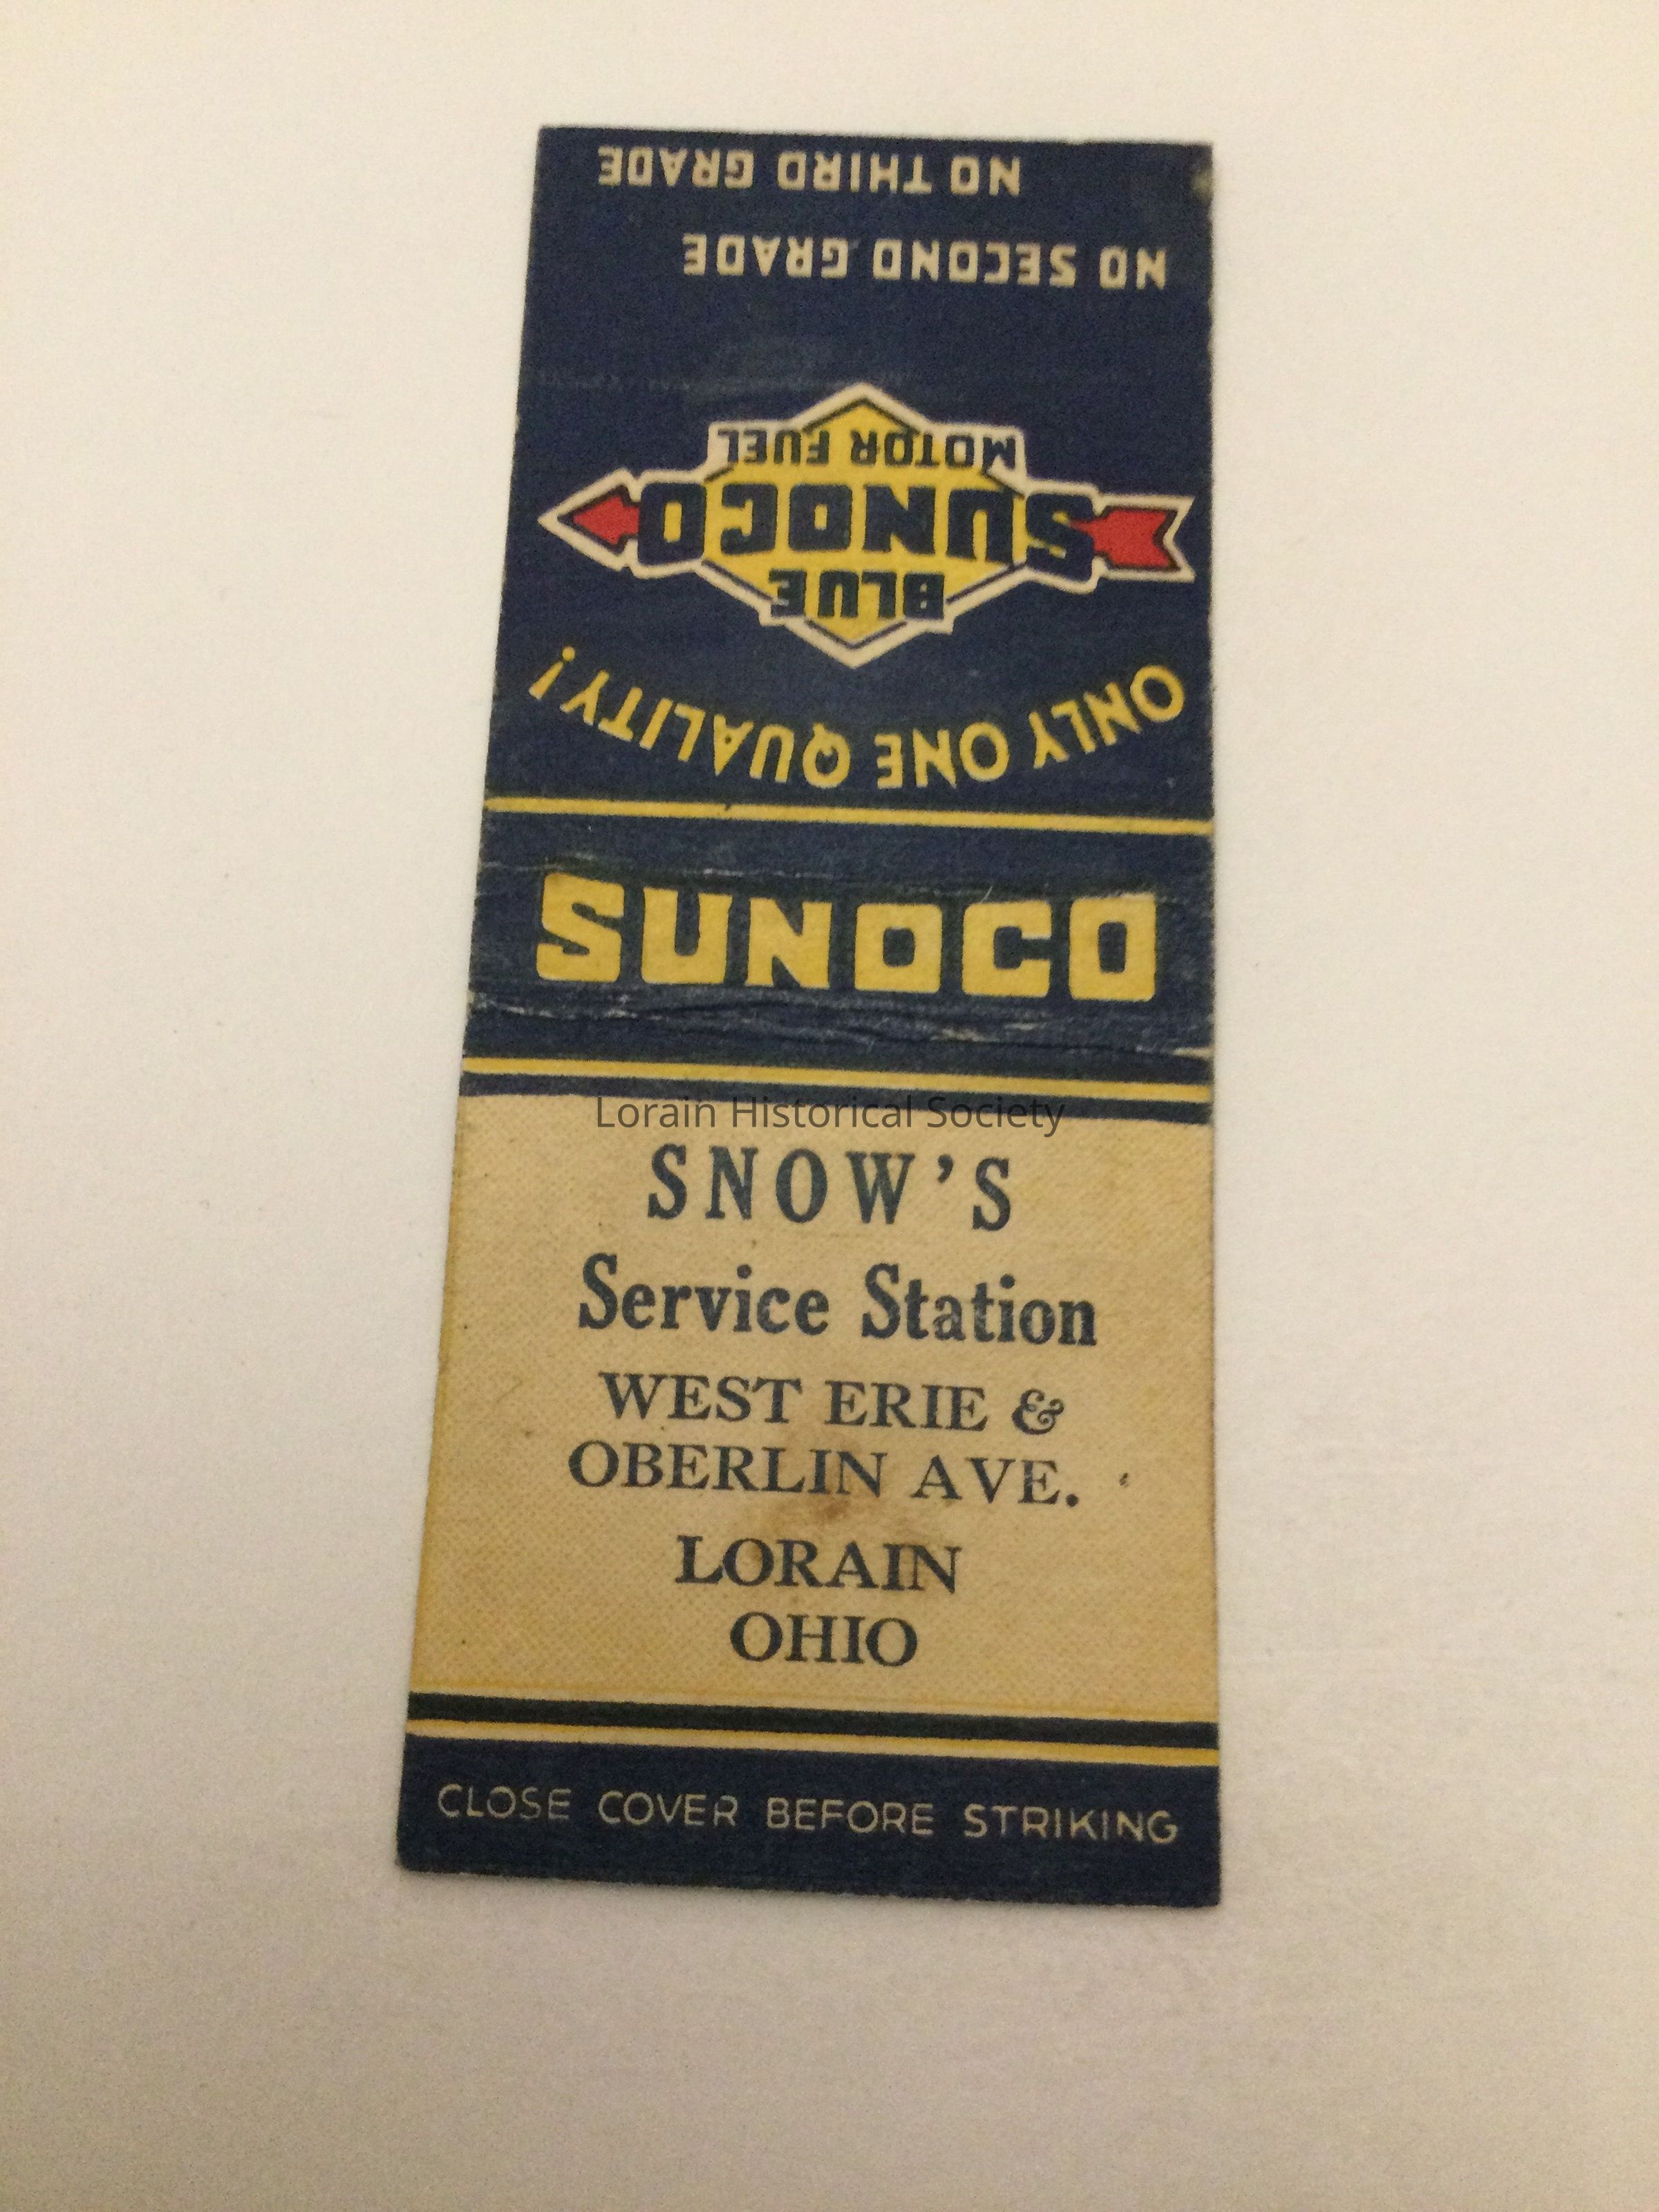 ONLY ONE QUALITY!
BLUE
SUNOCO
MOTOR FUEL
NO SECOND GRADE
NO THIRD GRADE
SUNOCO
Lorain Historical Society
SNOW'S
Service Station
WEST ERIE &
OBERLIN AVE.
LORAIN
OHIO
CLOSE COVER BEFORE STRIKING